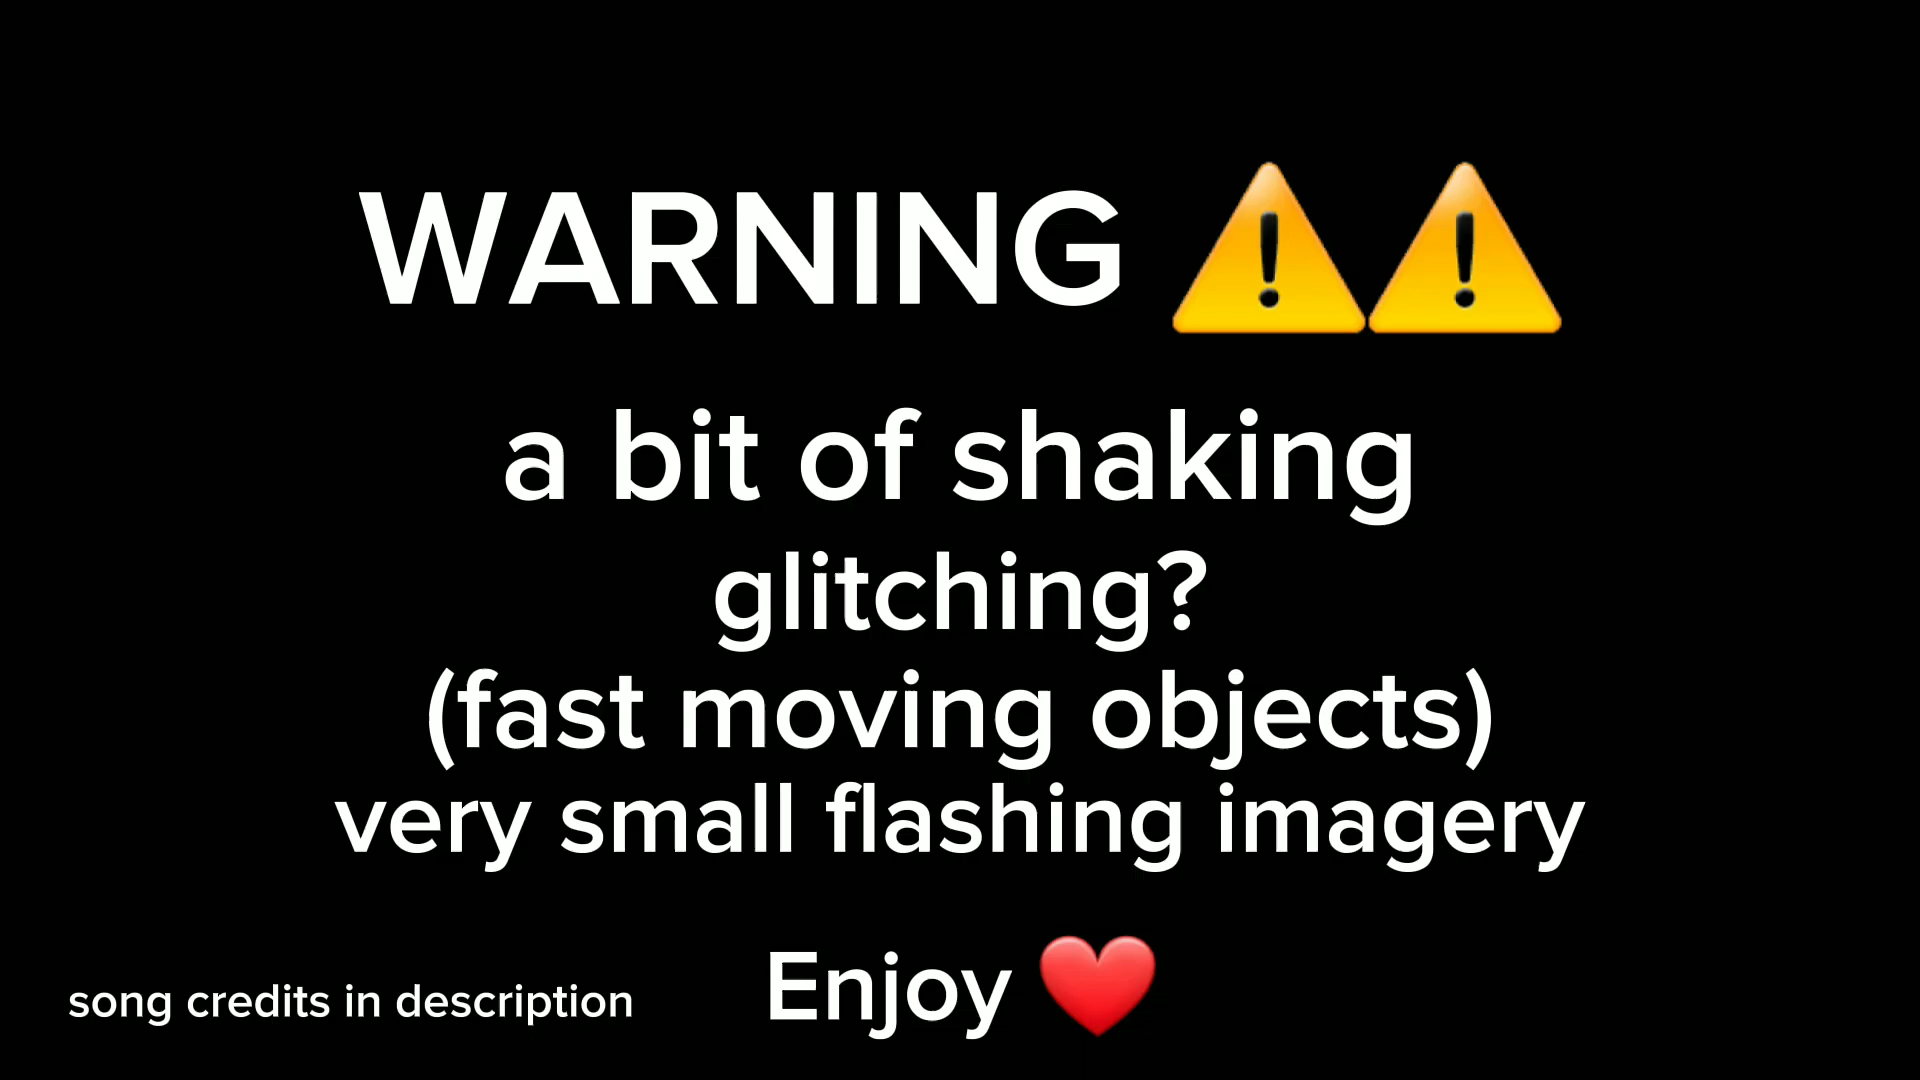 WARNING ⚠️⚠️
a bit of shaking
glitching?
(fast moving objects)
very small flashing imagery
Enjoy ❤️
song credits in description